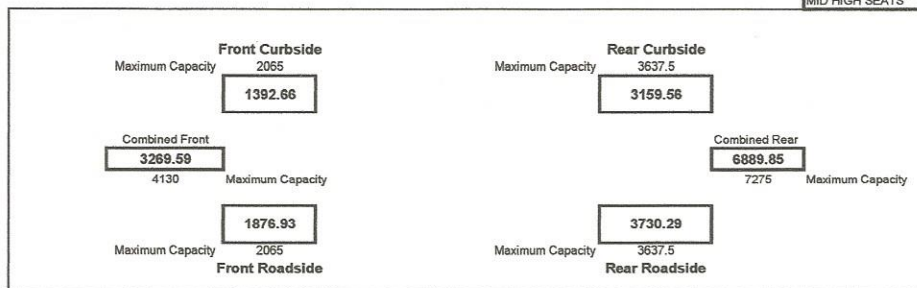 MID HIGH SEATS
Front Curbside
Maximum Capacity 2065
1392.66
Rear Curbside
Maximum Capacity 3637.5
3159.56
Combined Front
3269.59
4130 Maximum Capacity
Combined Rear
6889.85
7275 Maximum Capacity
1876.93
Maximum Capacity 2065
Front Roadside
3730.29
Maximum Capacity 3637.5
Rear Roadside